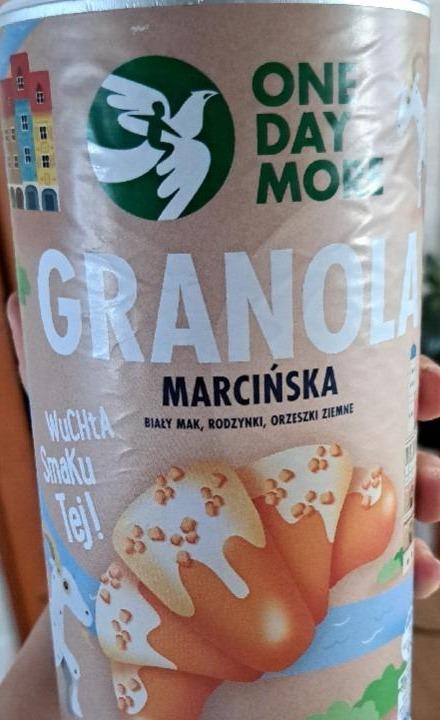 ONE
DAY
MORE
GRANOLA
MARCIŃSKA
BIAŁY MAK, RODZYNKI, ORZESZKI ZIEMNE
WuCHtA
SmaKu
Tej!